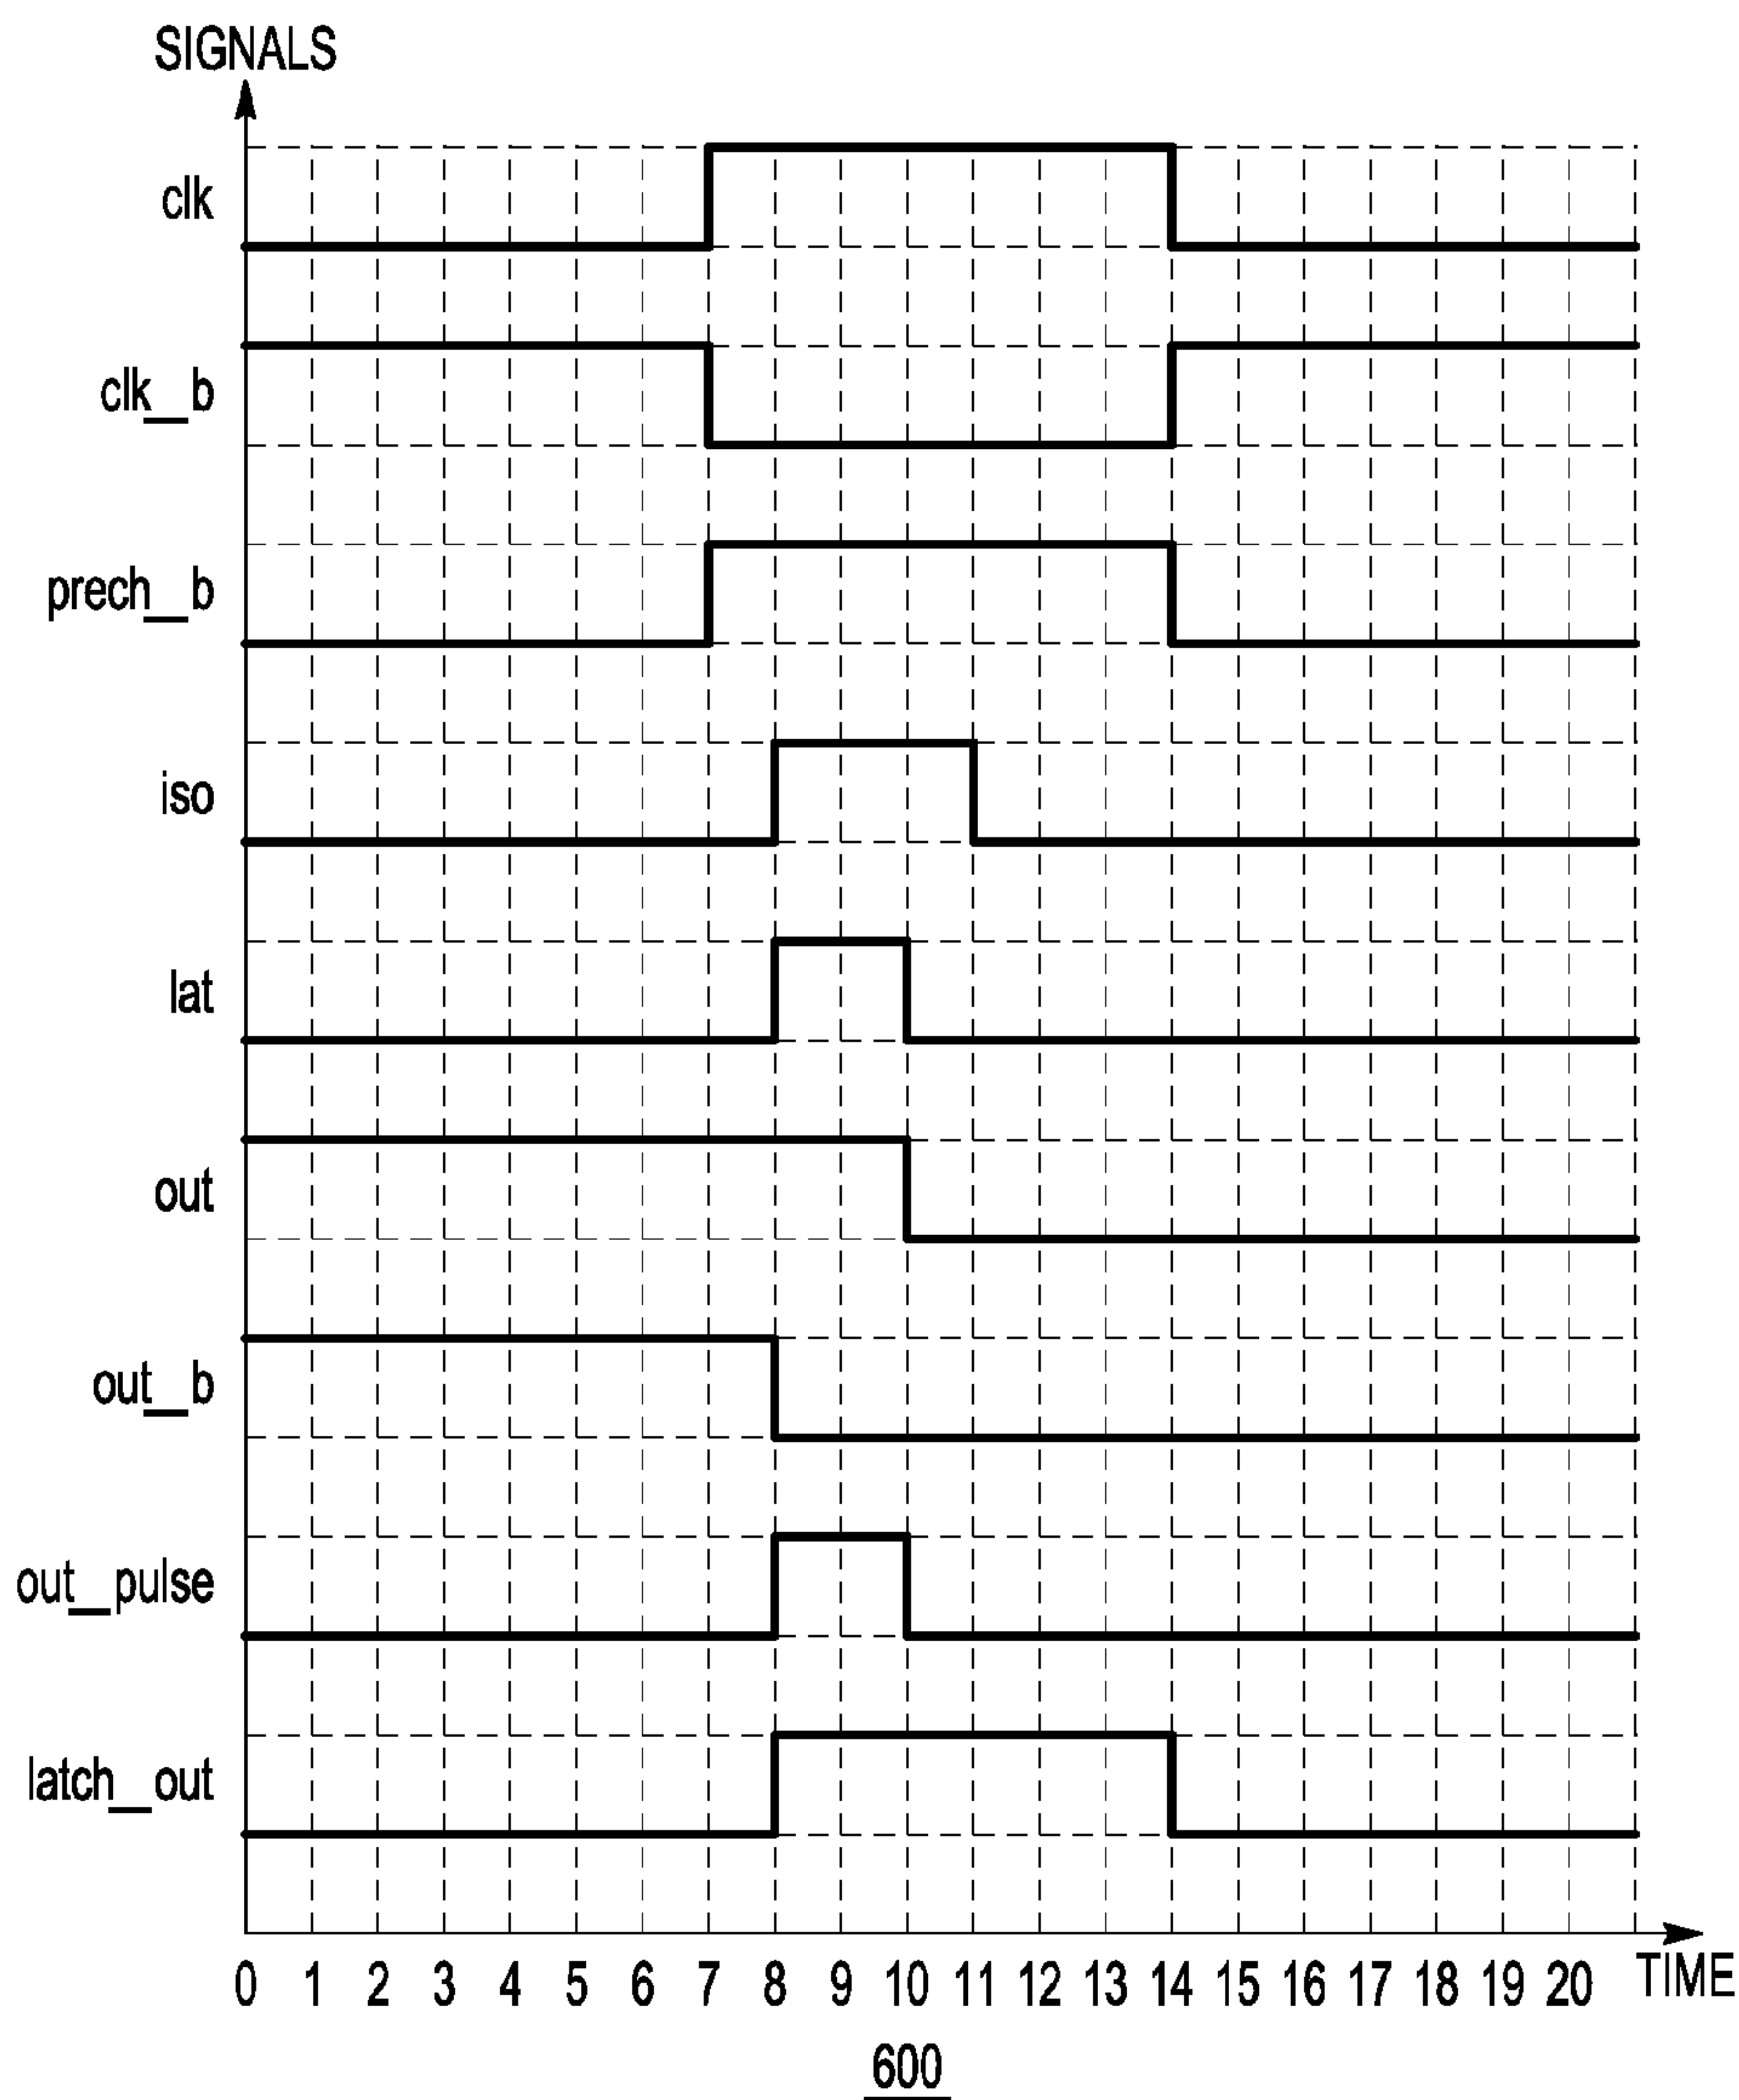 SIGNALS
clk
clk_b
prech_b
iso
lat
out
out_b
out_pulse
latch_out
0 1 2 3 4 5 6 7 8 9 10 11 12 13 14 15 16 17 18 19 20 TIME
600